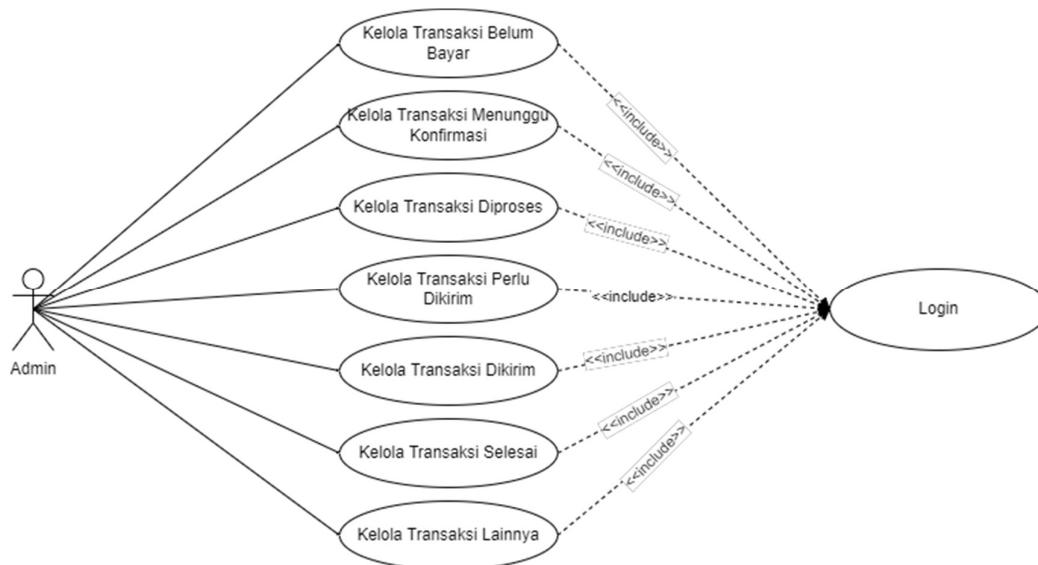 Kelola Transaksi Belum
Bayar
<<include>>
Kelola Transaksi Menunggu
Konfirmasi
<<include>>
Kelola Transaksi Diproses
<<include>>
Kelola Transaksi Perlu
Dikirim
<<include>>
Login
Admin
Kelola Transaksi Dikirim
<<include>>
Kelola Transaksi Selesai
<<include>>
Kelola Transaksi Lainnya
<<include>>